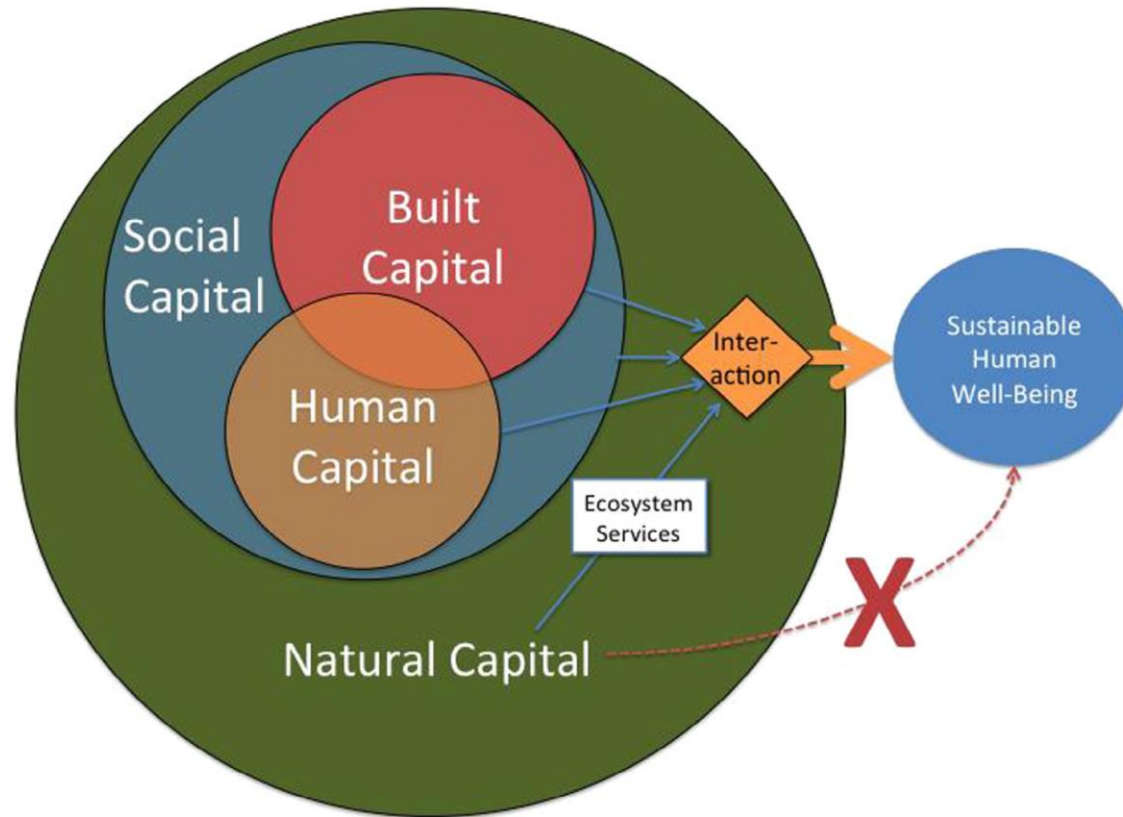 Built
Capital
Social
Capital
Human
Capital
Inter-
action
Sustainable
Human
Well-Being
Ecosystem
Services
Natural Capital
X